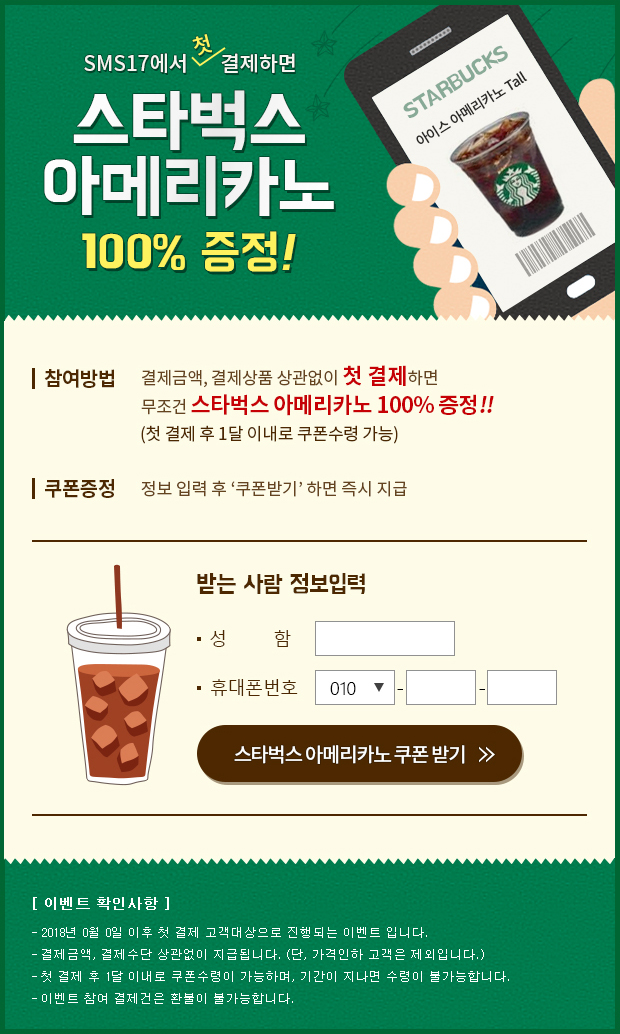 SMS17에서 첫 결제하면
스타벅스
아메리카노
100% 증정!
STARBUCKS
아이스 아메리카노 Tall
참여방법
결제금액, 결제상품 상관없이 첫 결제하면
무조건 스타벅스 아메리카노 100% 증정!!
(첫 결제 후 1달 이내로 쿠폰수령 가능)
쿠폰증정
정보 입력 후 ‘쿠폰받기’ 하면 즉시 지급
받는 사람 정보입력
▪ 성 함
▪ 휴대폰번호 010 ▼ - -
스타벅스 아메리카노 쿠폰 받기 »
[ 이벤트 확인사항 ]
- 2018년 0월 0일 이후 첫 결제 고객대상으로 진행되는 이벤트 입니다.
- 결제금액, 결제수단 상관없이 지급됩니다. (단, 가격인하 고객은 제외입니다.)
- 첫 결제 후 1달 이내로 쿠폰수령이 가능하며, 기간이 지나면 수령이 불가능합니다.
- 이벤트 참여 결제건은 환불이 불가능합니다.